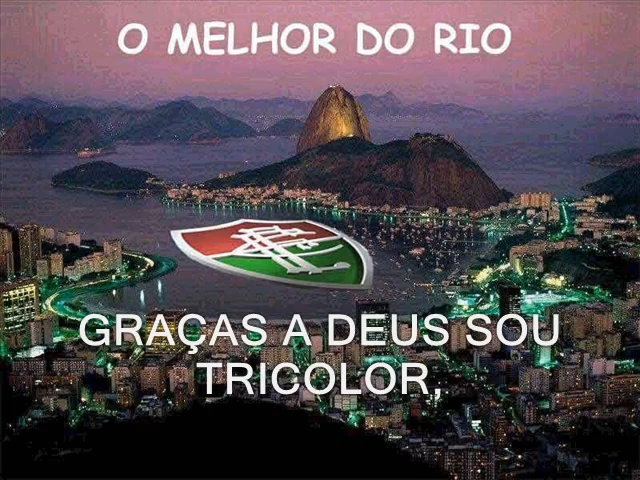 O MELHOR DO RIO
GRAÇAS A DEUS SOU
TRICOLOR,